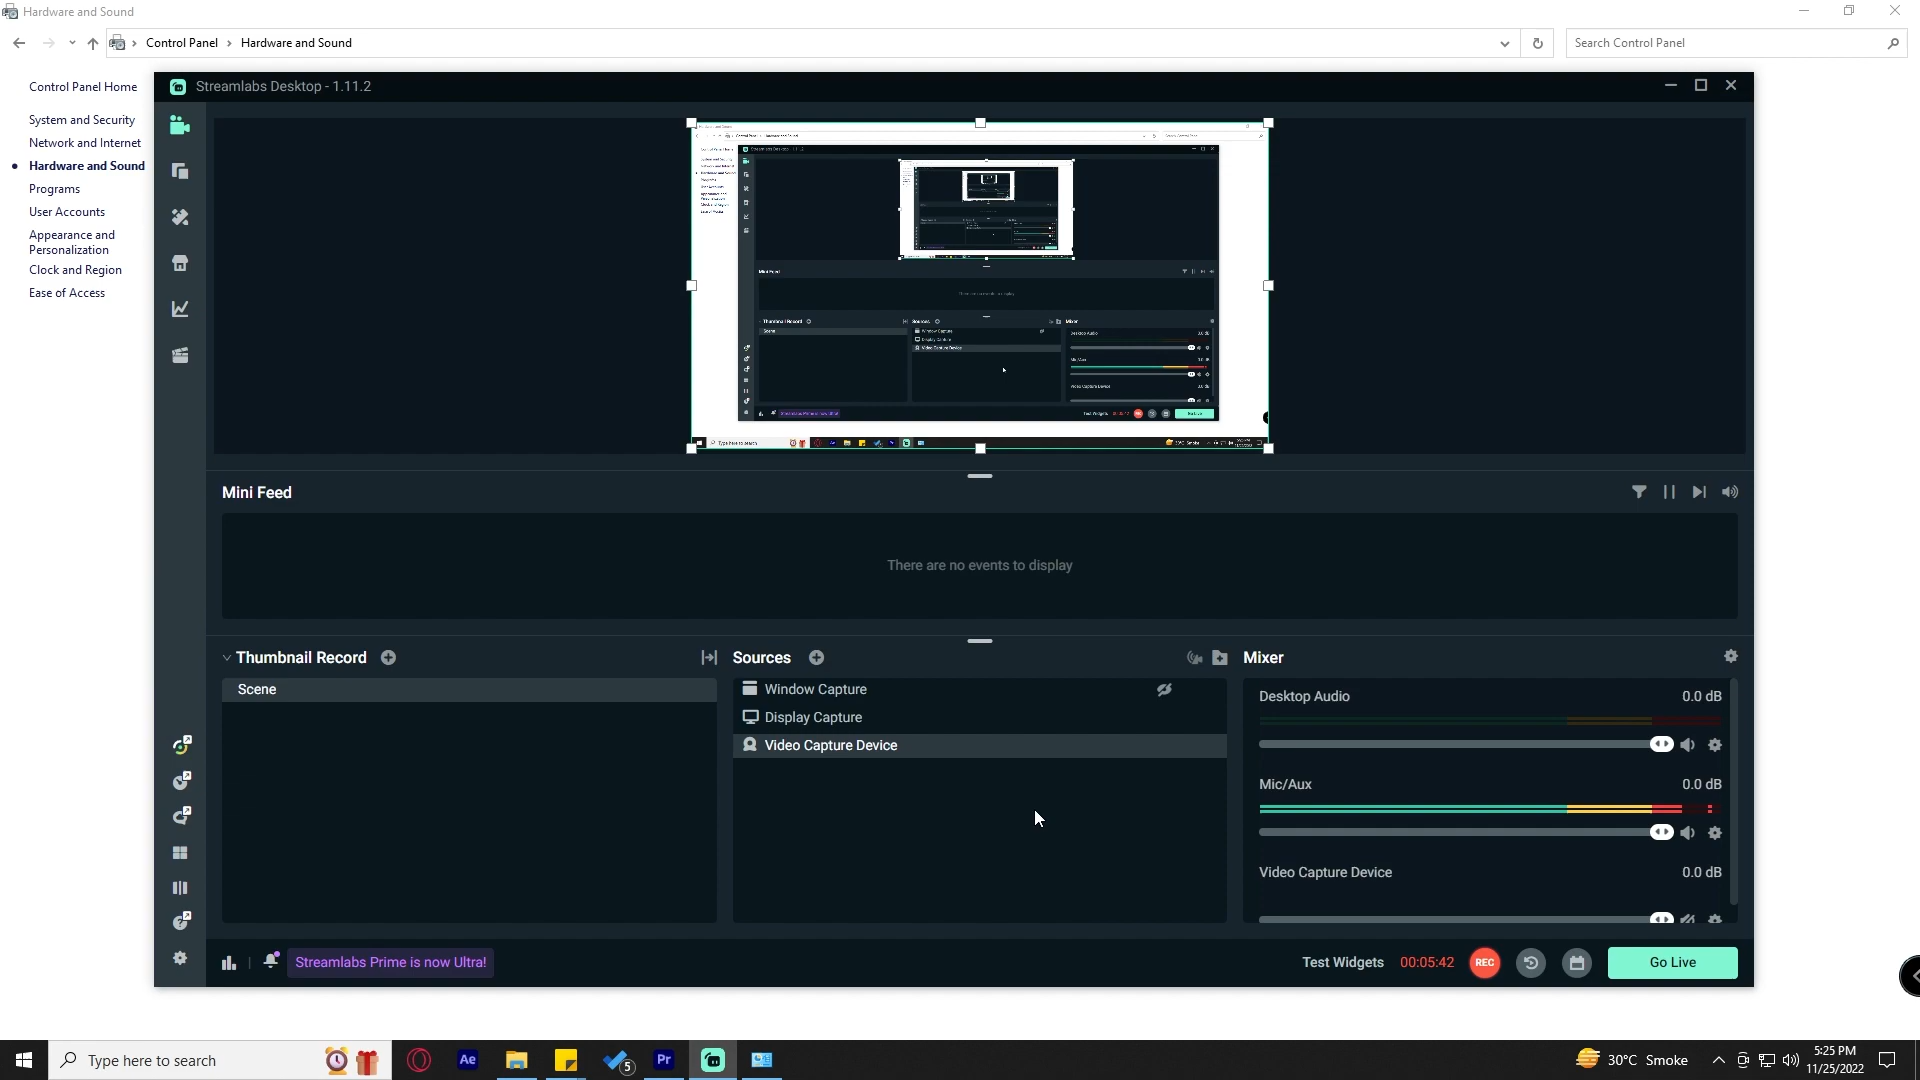 Hardware and Sound
Control Panel
Hardware and Sound
Search Control Panel
Control Panel Home
System and Security
Network and Internet
Hardware and Sound
Programs
User Accounts
Appearance and
Personalization
Clock and Region
Ease of Access
Streamlabs Desktop - 1.11.2
Mini Feed
There are no events to display
Thumbnail Record
Scene
Sources
Window Capture
Display Capture
Video Capture Device
Mixer
Desktop Audio 0.0 dB
Mic/Aux 0.0 dB
Video Capture Device 0.0 dB
Streamlabs Prime is now Ultra!
Test Widgets 00:05:42 REC
Go Live
Type here to search
Ae
5
Pr
30°C Smoke
5:25 PM
11/25/2022